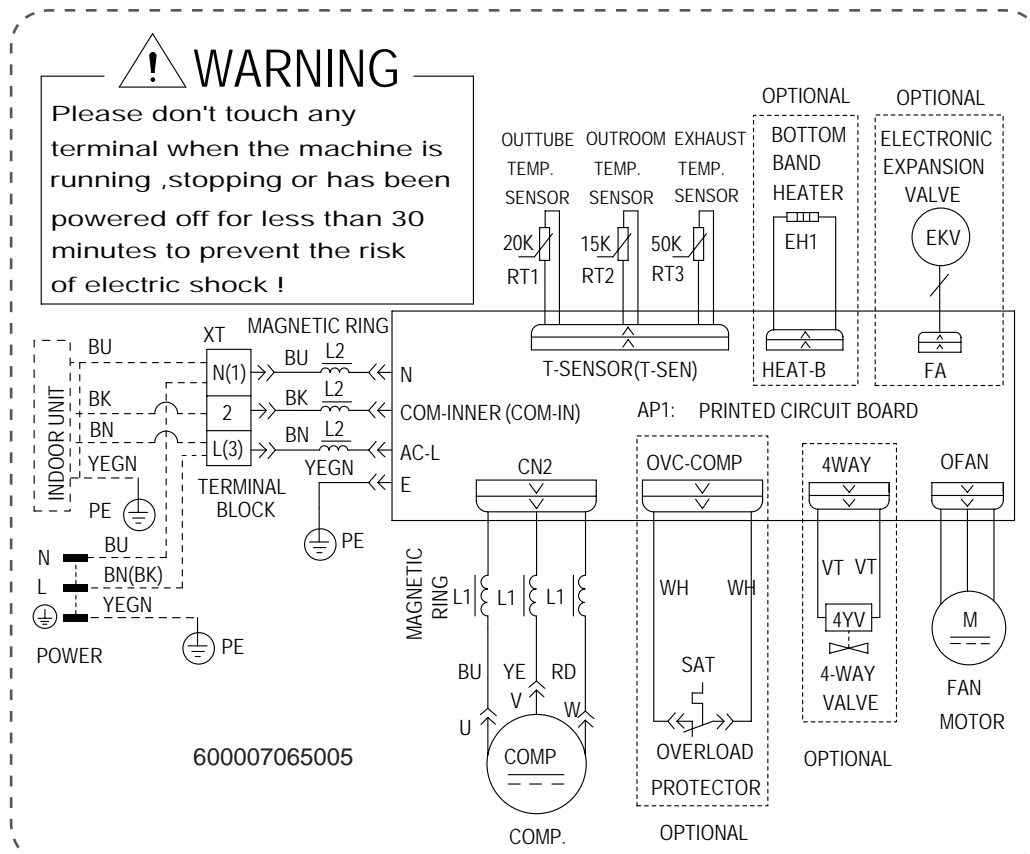 ! WARNING
Please don't touch any
terminal when the machine is
running ,stopping or has been
powered off for less than 30
minutes to prevent the risk
of electric shock !
OPTIONAL
OPTIONAL
OUTTUBE
TEMP.
SENSOR
OUTROOM
TEMP.
SENSOR
EXHAUST
TEMP.
SENSOR
BOTTOM
BAND
HEATER
ELECTRONIC
EXPANSION
VALVE
20K
RT1
15K
RT2
50K
RT3
EH1
EKV
T-SENSOR(T-SEN)
HEAT-B
FA
XT
MAGNETIC RING
INDOOR UNIT
BU
BK
BN
YEGN
PE
N(1)
2
L(3)
TERMINAL
BLOCK
BU
L2
BK
L2
BN
L2
YEGN
PE
N
COM-INNER (COM-IN)
AC-L
E
AP1: PRINTED CIRCUIT BOARD
CN2
OVC-COMP
4WAY
OFAN
N
BU
L
BN(BK)
YEGN
PE
POWER
MAGNETIC
RING
L1
L1
L1
BU
YE
RD
U
V
W
COMP
COMP.
WH
WH
SAT
OVERLOAD
PROTECTOR
OPTIONAL
VT
VT
4YV
4-WAY
VALVE
OPTIONAL
M
FAN
MOTOR
600007065005